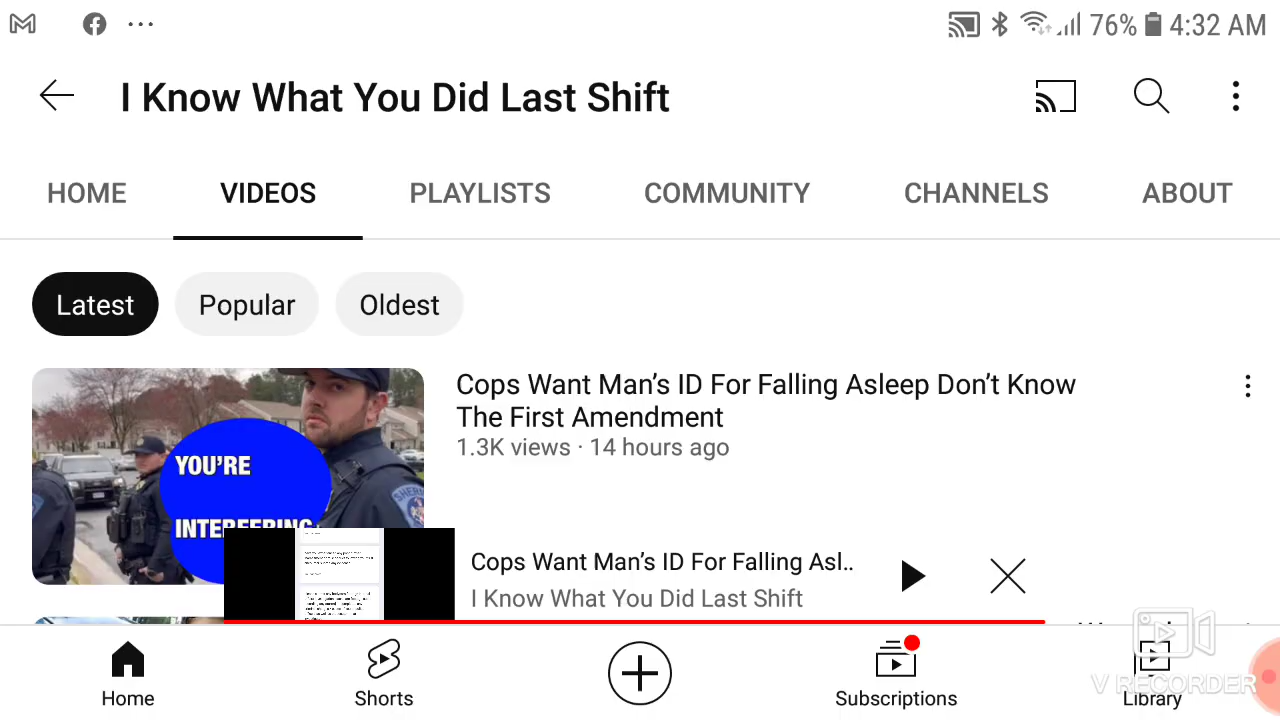 76% 4:32 AM
I Know What You Did Last Shift
HOME VIDEOS PLAYLISTS COMMUNITY CHANNELS ABOUT
Latest Popular Oldest
Cops Want Man’s ID For Falling Asleep Don’t Know
The First Amendment
1.3K views · 14 hours ago
YOU'RE
INTERFERING
SHERIFF
Cops Want Man’s ID For Falling Asl..
I Know What You Did Last Shift
Home Shorts Subscriptions Library
V RECORDER